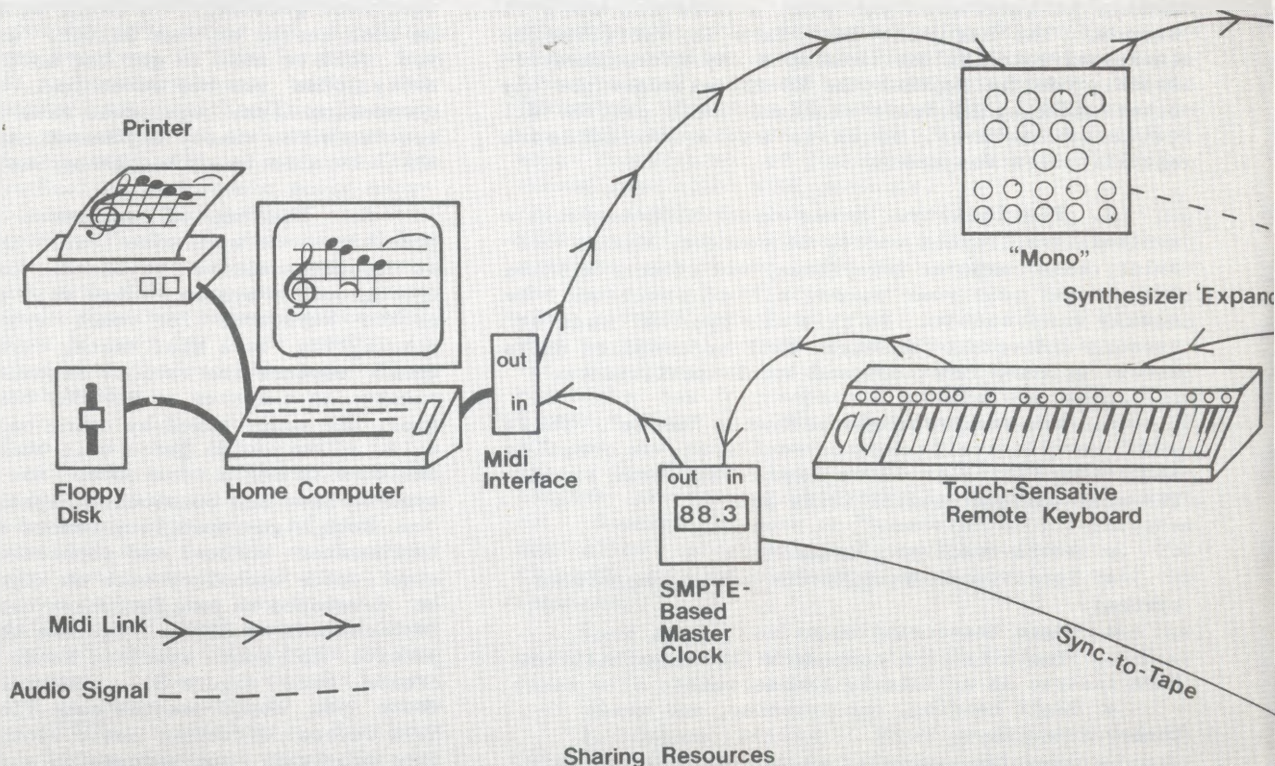 Printer
"Mono"
Synthesizer 'Expand
out
in
Midi
Interface
Floppy
Disk
Home Computer
out in
88.3
Touch-Sensative
Remote Keyboard
SMPTE-
Based
Master
Clock
Midi Link
Audio Signal
Sync-to-Tape
Sharing Resources